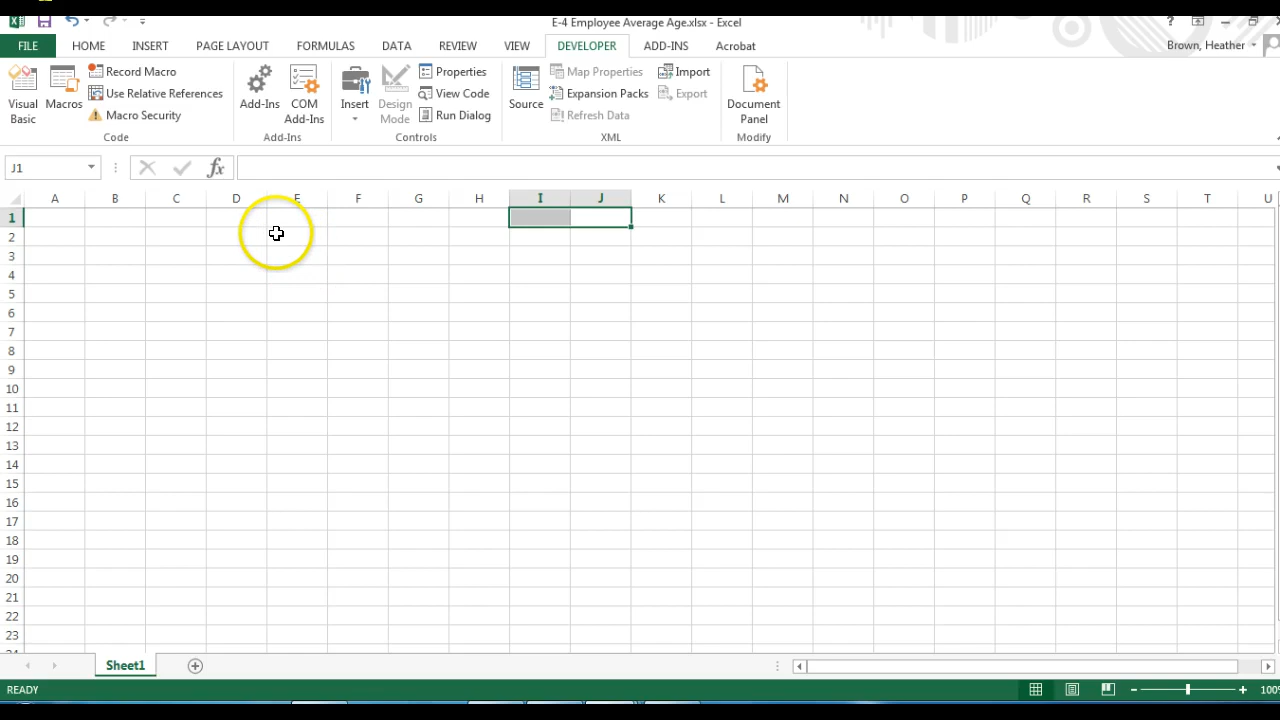 E-4 Employee Average Age.xlsx - Excel
?
FILE HOME INSERT PAGE LAYOUT FORMULAS DATA REVIEW VIEW DEVELOPER ADD-INS Acrobat Brown, Heather
Visual Basic
Macros
Record Macro
Use Relative References
Macro Security
Code
Add-Ins
COM Add-Ins
Add-Ins
Insert
Design Mode
Properties
View Code
Run Dialog
Controls
Source
Map Properties
Expansion Packs
Refresh Data
Import
Export
XML
Document Panel
Modify
J1
fx
A B C D E F G H I J K L M N O P Q R S T U
1
2
3
4
5
6
7
8
9
10
11
12
13
14
15
16
17
18
19
20
21
22
23
Sheet1
READY
100%